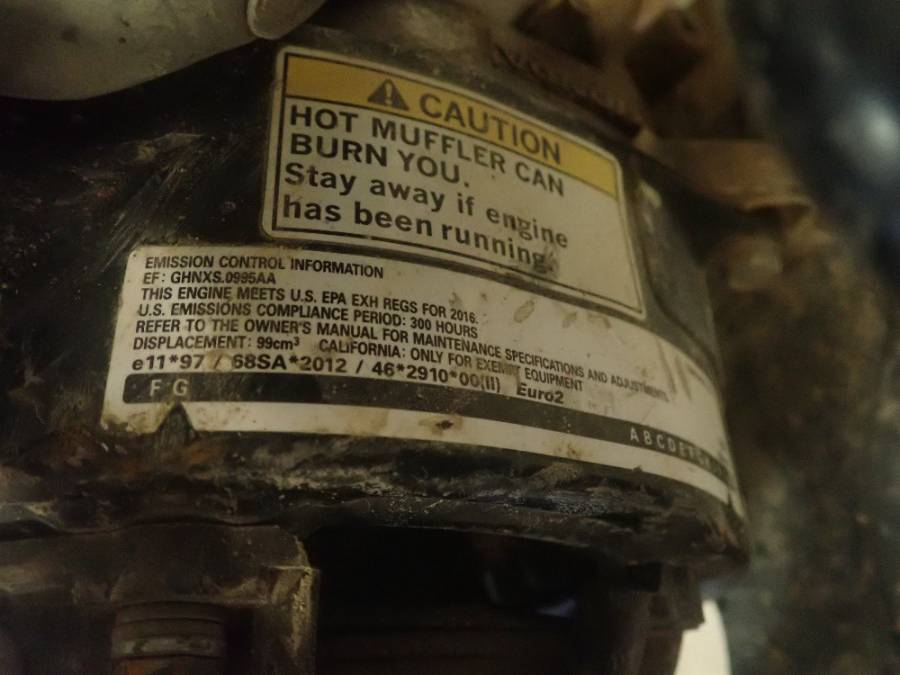 CAUTION
HOT MUFFLER CAN
BURN YOU.
Stay away if engine
has been running.
EMISSION CONTROL INFORMATION
EF: GHNXS.0995AA
THIS ENGINE MEETS U.S. EPA EXH REGS FOR 2016.
U.S. EMISSIONS COMPLIANCE PERIOD: 300 HOURS
REFER TO THE OWNER'S MANUAL FOR MAINTENANCE SPECIFICATIONS AND ADJUSTMENTS.
DISPLACEMENT: 99cm³ CALIFORNIA: ONLY FOR EXEMPT EQUIPMENT
e11*97 / 68SA*2012 / 46*2910*00(II) Euro2
F G
A B C D